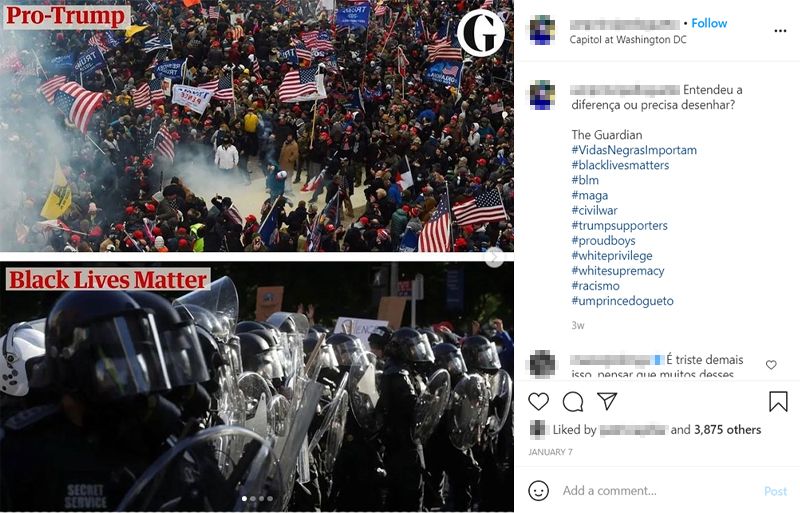 Pro-Trump
G
TRUMP
Black Lives Matter
SECRET
SERVICE
• Follow
Capitol at Washington DC
Entendeu a
diferença ou precisa desenhar?
The Guardian
#VidasNegrasImportam
#blacklivesmatters
#blm
#maga
#civilwar
#trumpsupporters
#proudboys
#whiteprivilege
#whitesupremacy
#racismo
#umprincedogueto
3w
É triste demais
isso, pensar que muitos desses
Liked by
and 3,875 others
JANUARY 7
Add a comment...
Post